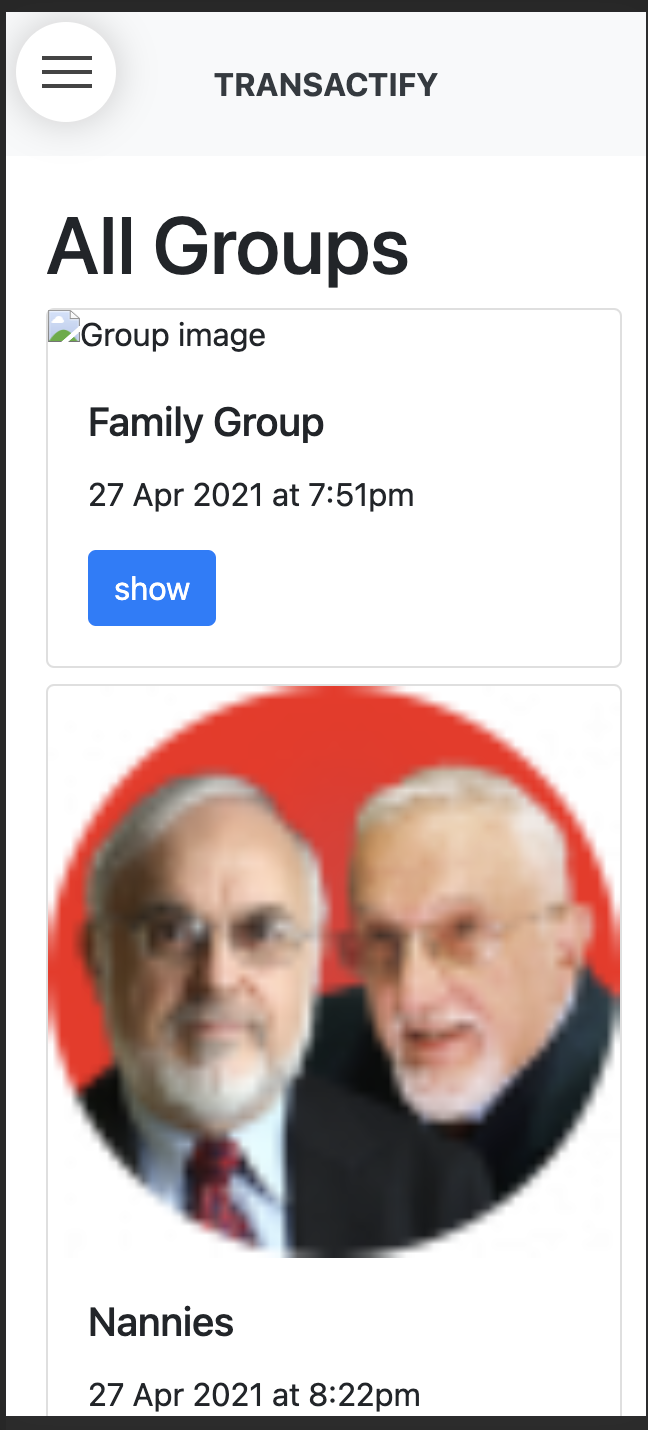 TRANSACTIFY
All Groups
Group image
Family Group
27 Apr 2021 at 7:51pm
show
Nannies
27 Apr 2021 at 8:22pm